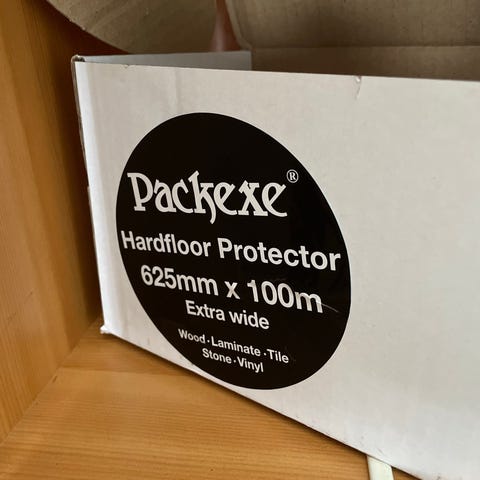 Packexe®
Hardfloor Protector
625mm x 100m
Extra wide
Wood · Laminate · Tile
Stone · Vinyl